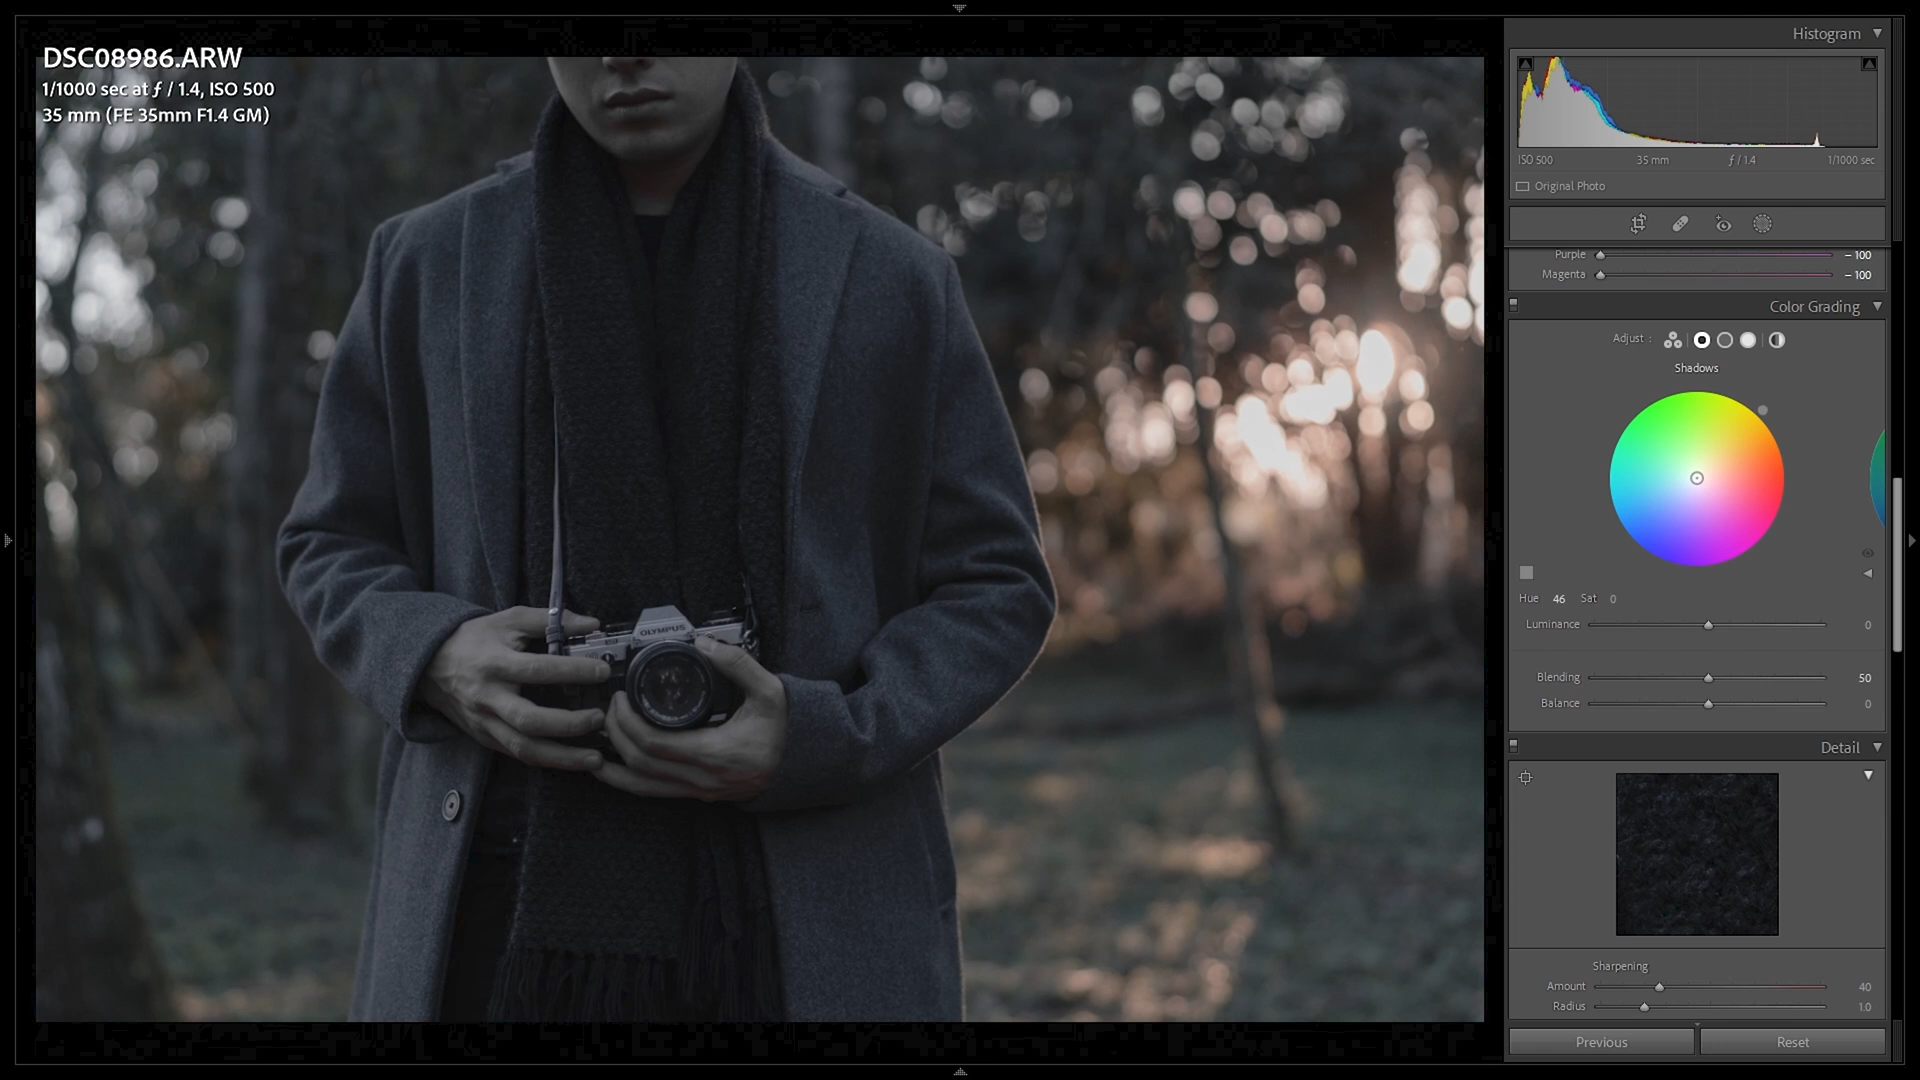 DSC08986.ARW
1/1000 sec at ƒ / 1.4, ISO 500
35 mm (FE 35mm F1.4 GM)
OLYMPUS
Histogram
ISO 500 35 mm ƒ / 1.4 1/1000 sec
Original Photo
Purple - 100
Magenta - 100
Color Grading
Adjust :
Shadows
Hue 46 Sat 0
Luminance 0
Blending 50
Balance 0
Detail
Sharpening
Amount 40
Radius 1.0
Previous Reset